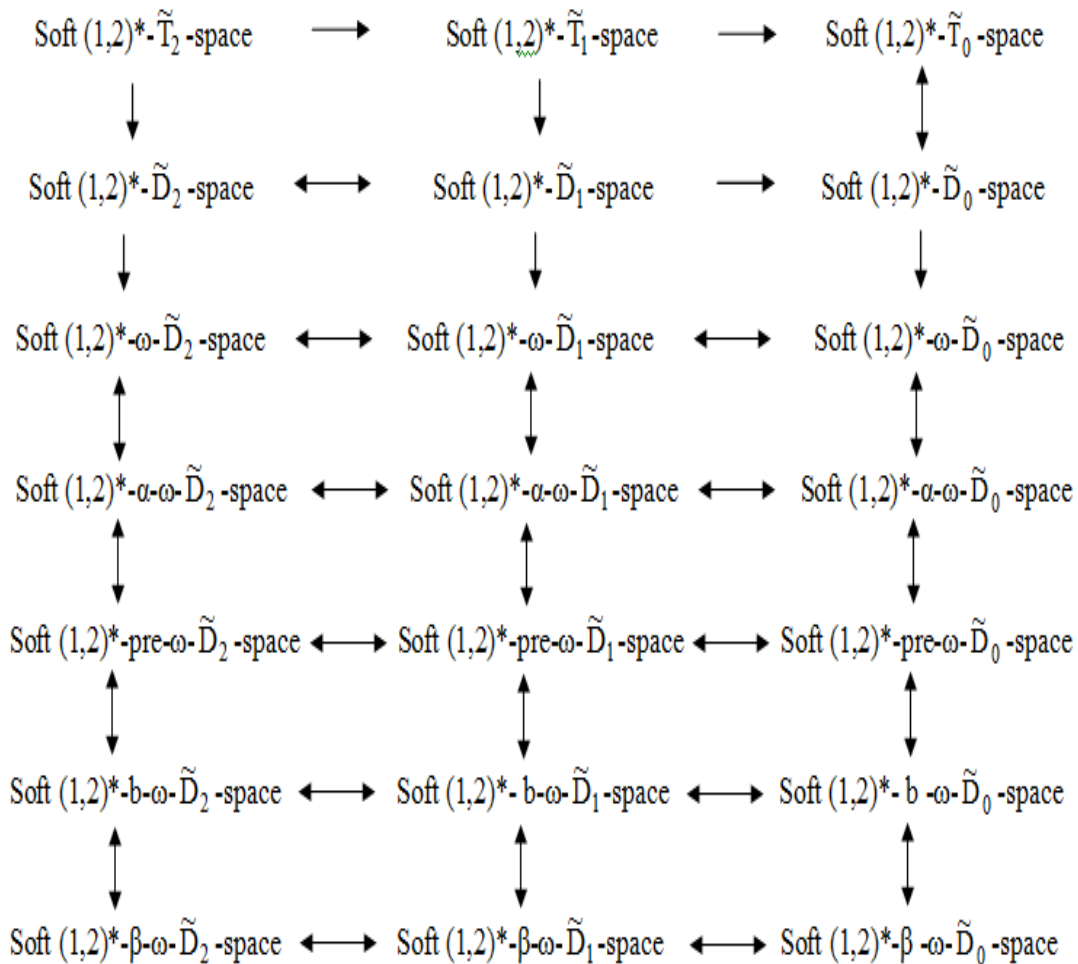 Soft (1,2)*-T̃₂-space → Soft (1,2)*-T̃₁-space → Soft (1,2)*-T̃₀-space
↓ ↓ ↕
Soft (1,2)*-D̃₂-space ↔ Soft (1,2)*-D̃₁-space → Soft (1,2)*-D̃₀-space
↓ ↓ ↓
Soft (1,2)*-ω-D̃₂-space ↔ Soft (1,2)*-ω-D̃₁-space ↔ Soft (1,2)*-ω-D̃₀-space
↕ ↕ ↕
Soft (1,2)*-α-ω-D̃₂-space ↔ Soft (1,2)*-α-ω-D̃₁-space ↔ Soft (1,2)*-α-ω-D̃₀-space
↕ ↕ ↕
Soft (1,2)*-pre-ω-D̃₂-space ↔ Soft (1,2)*-pre-ω-D̃₁-space ↔ Soft (1,2)*-pre-ω-D̃₀-space
↕ ↕ ↕
Soft (1,2)*-b-ω-D̃₂-space ↔ Soft (1,2)*- b-ω-D̃₁-space ↔ Soft (1,2)*- b -ω-D̃₀-space
↕ ↕ ↕
Soft (1,2)*-β-ω-D̃₂-space ↔ Soft (1,2)*-β-ω-D̃₁-space ↔ Soft (1,2)*-β -ω-D̃₀-space